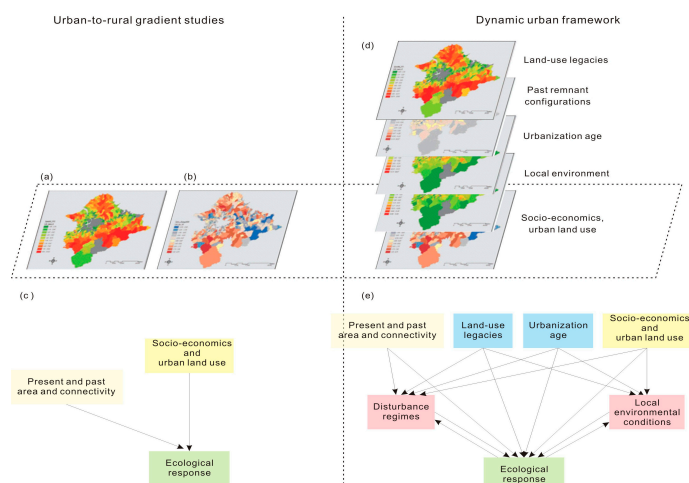 Urban-to-rural gradient studies
Dynamic urban framework
(d)
Land-use legacies
Past remnant
configurations
Urbanization age
Local environment
Socio-economics,
urban land use
(a)
(b)
(c )
Socio-economics
and
urban land use
Present and past
area and connectivity
Ecological
response
(e)
Present and past
area and connectivity
Land-use
legacies
Urbanization
age
Socio-economics
and
urban land use
Disturbance
regimes
Local
environmental
conditions
Ecological
response